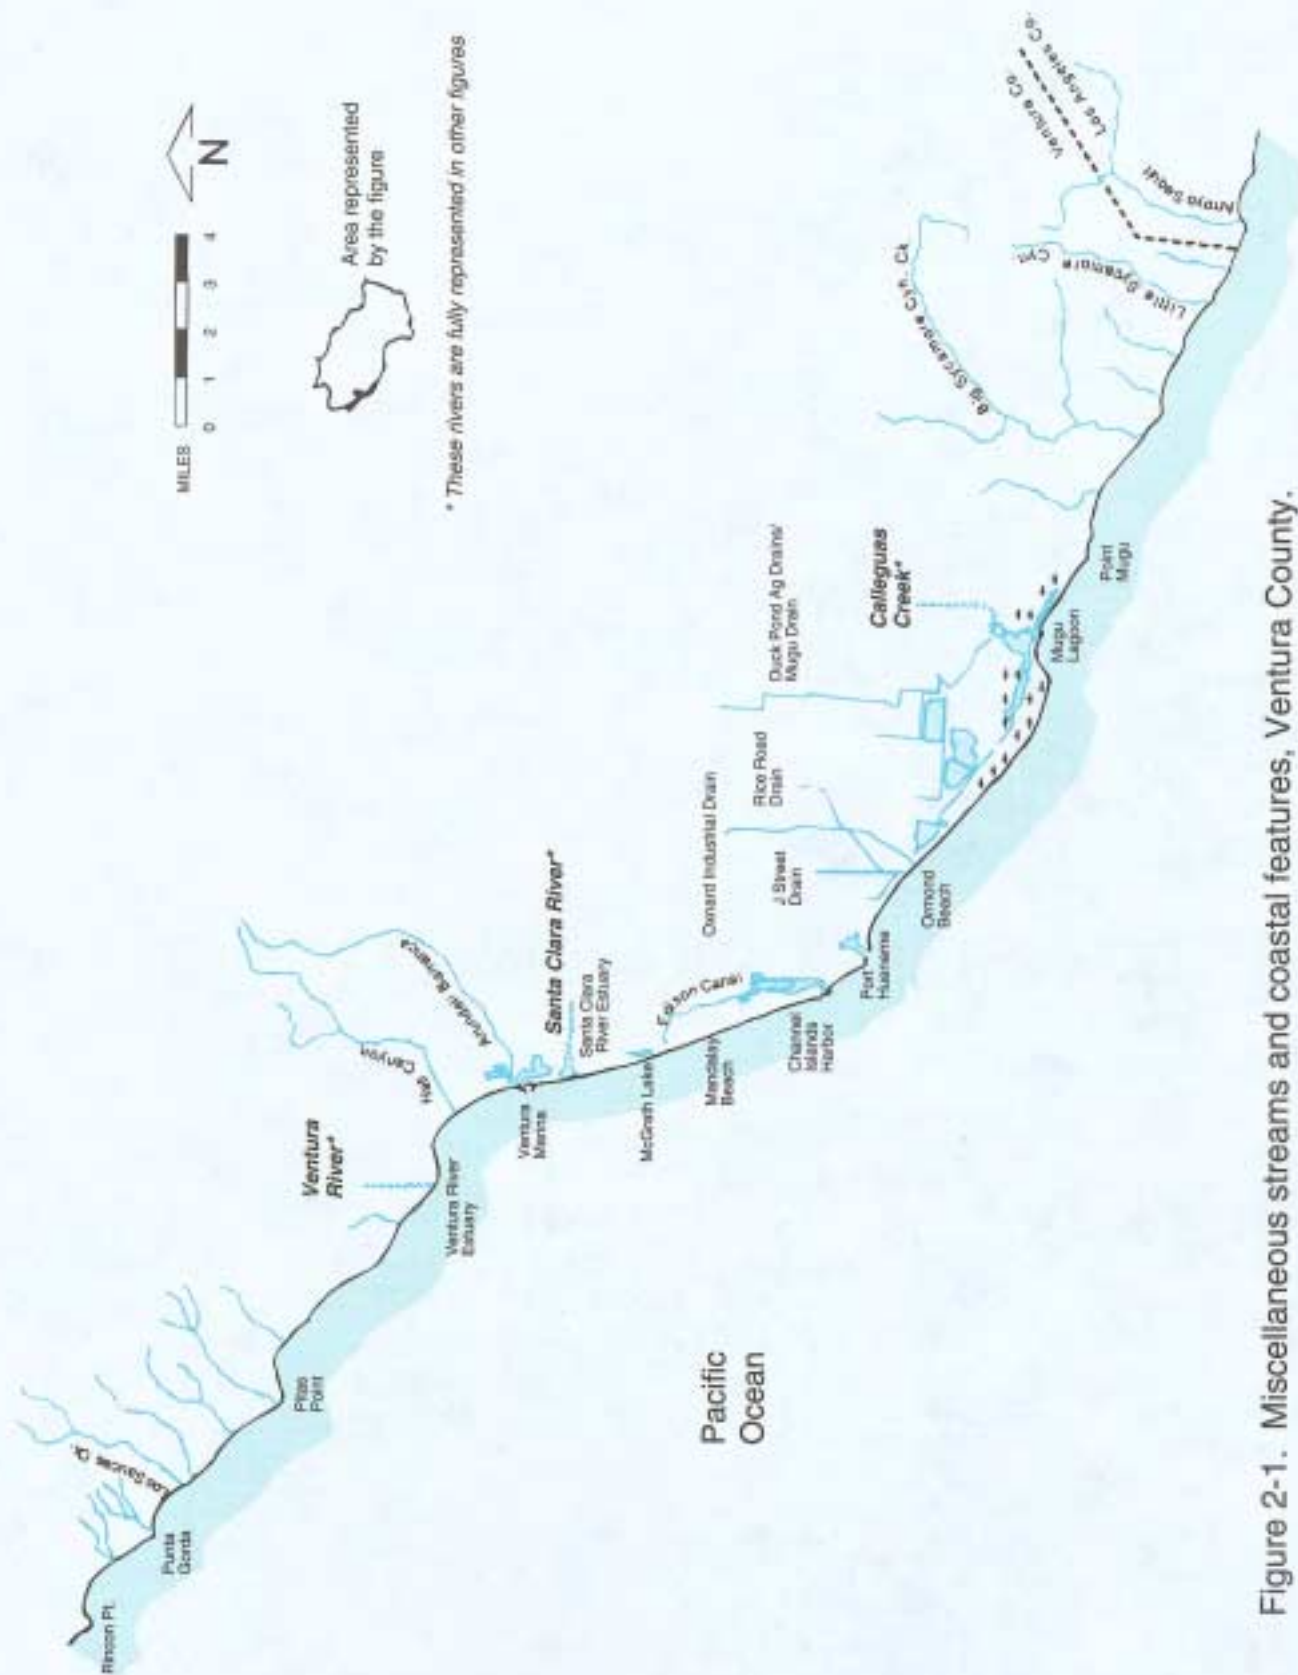 MILES
0 1 2 3 4
N
Area represented
by the figure
* These rivers are fully represented in other figures
Rincon Pt.
Punta
Gorda
Los Sauces Ck.
Pitas
Point
Ventura
River*
Ventura River
Estuary
Hall Canyon
Arundell Barranca
Ventura
Marina
Santa Clara River*
Santa Clara
River Estuary
McGrath Lake
Edison Canal
Mandalay
Beach
Channel
Islands
Harbor
Port
Hueneme
Oxnard Industrial Drain
J Street
Drain
Rice Road
Drain
Ormond
Beach
Duck Pond Ag Drains/
Mugu Drain
Calleguas
Creek*
Mugu
Lagoon
Point
Mugu
Big Sycamore Cyn. Ck.
Little Sycamore Cyn.
Ventura Co.
Los Angeles Co.
Arroyo Sequit
Pacific
Ocean
Figure 2-1. Miscellaneous streams and coastal features, Ventura County.